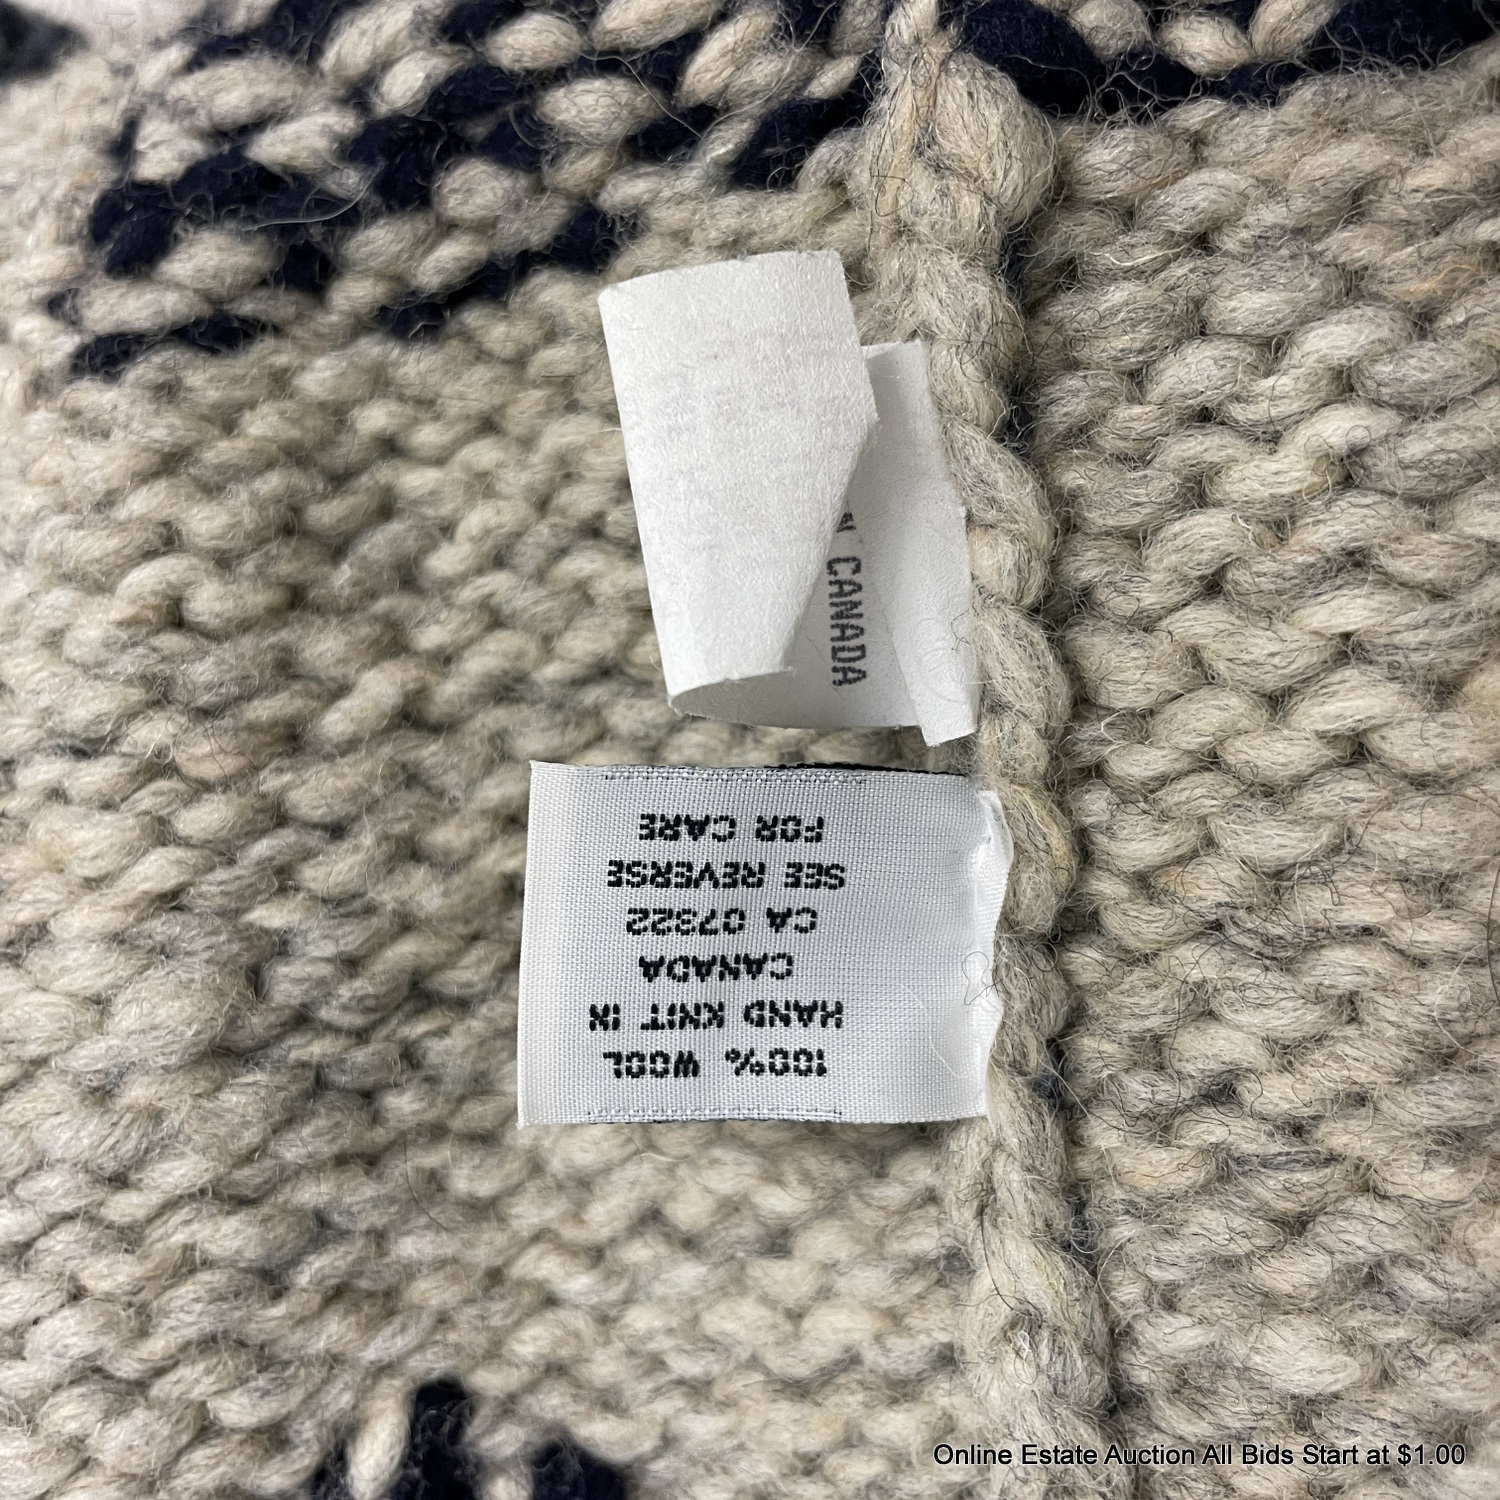 N CANADA
100% WOOL
HAND KNIT IN
CANADA
CA 07322
SEE REVERSE
FOR CARE
Online Estate Auction All Bids Start at $1.00